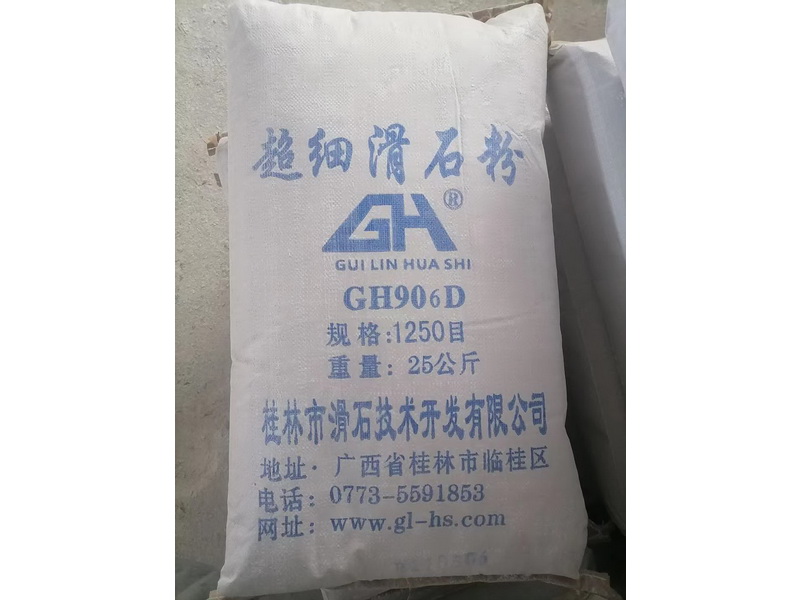 超细滑石粉
GH®
GUI LIN HUA SHI
GH906D
规格:1250目
重量:25公斤
桂林市滑石技术开发有限公司
地址·广西省桂林市临桂区
电话:0773-5591853
网址:www.gl-hs.com